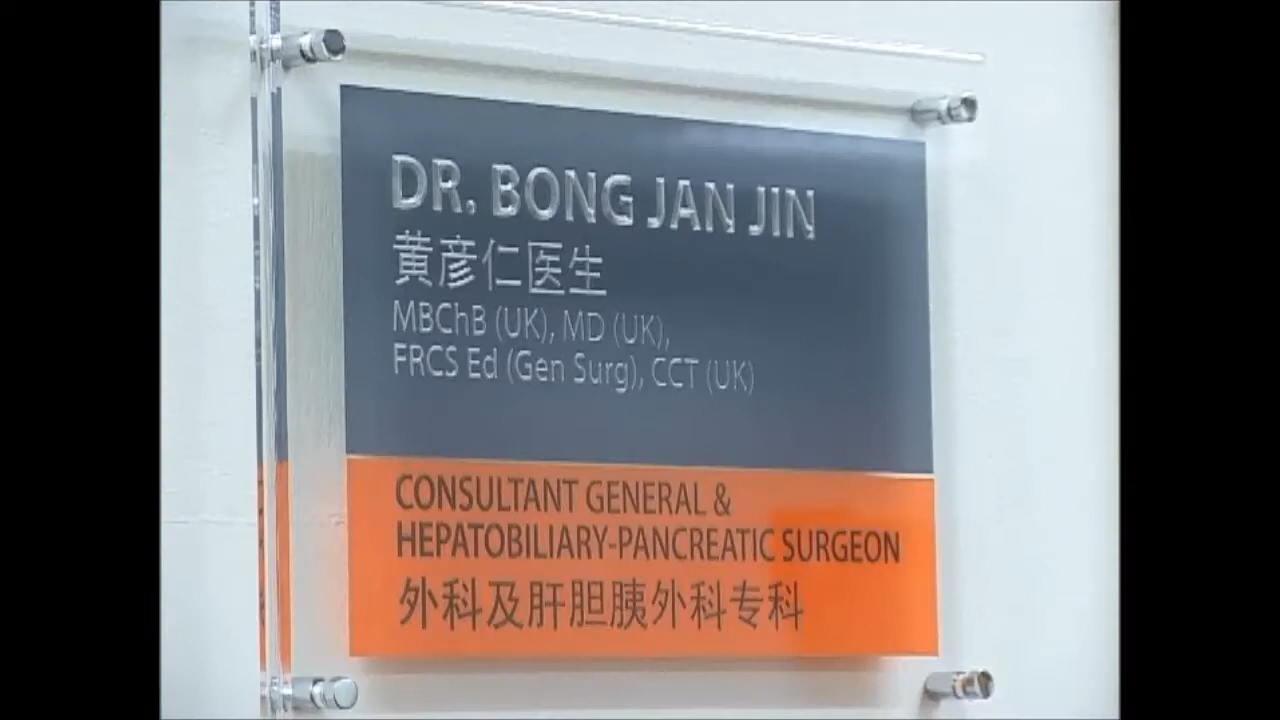 DR. BONG JAN JIN
黄彦仁医生
MBChB (UK), MD (UK),
FRCS Ed (Gen Surg), CCT (UK)
CONSULTANT GENERAL &
HEPATOBILIARY-PANCREATIC SURGEON
外科及肝胆胰外科专科